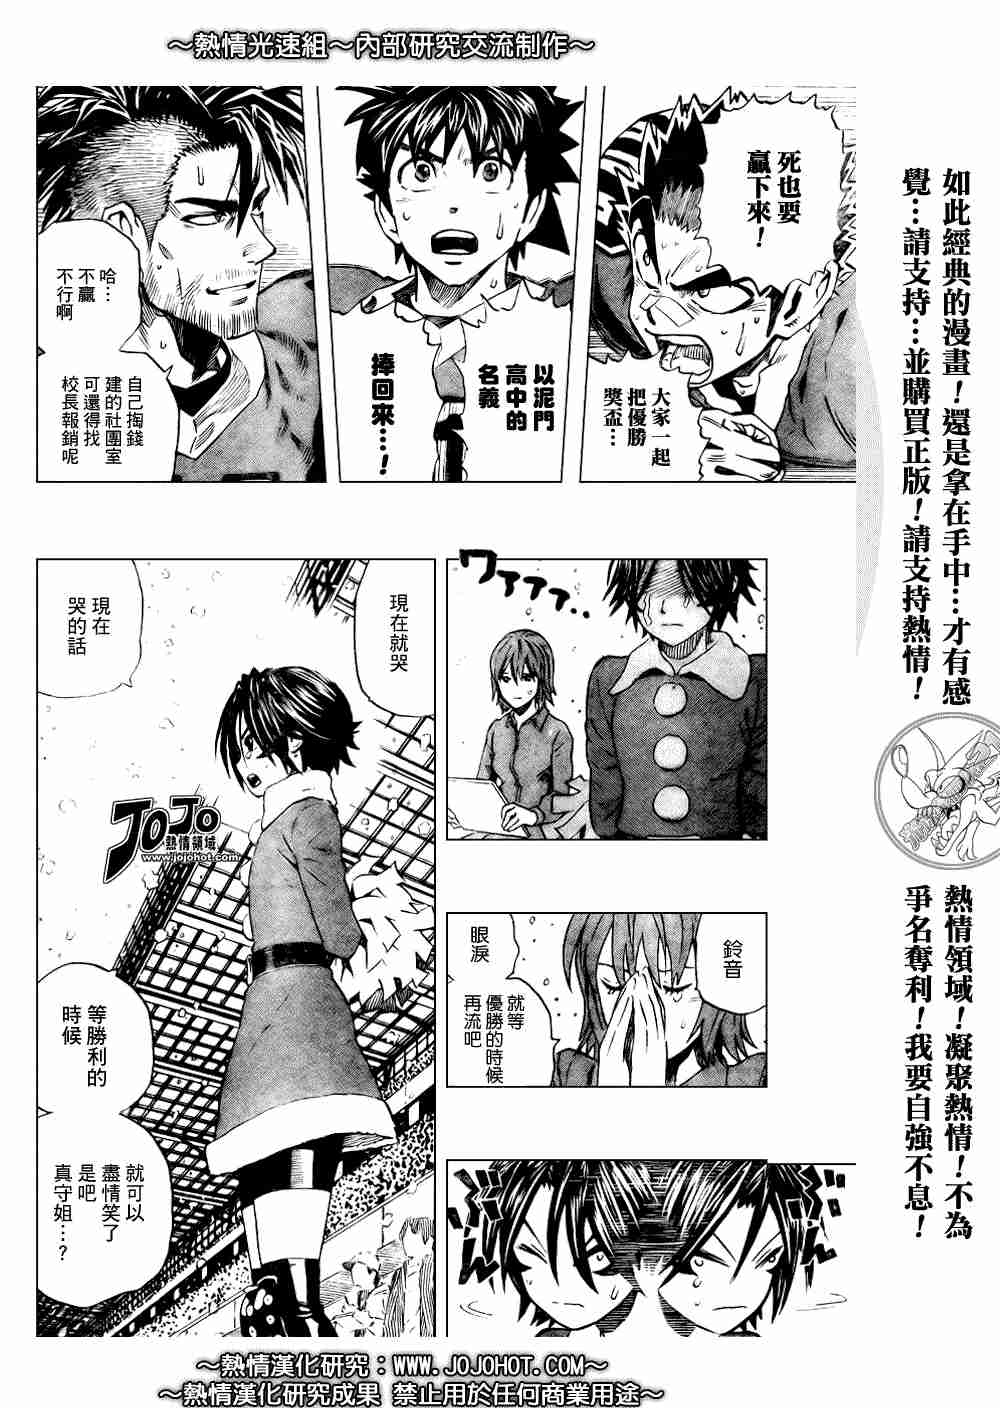 ～熱情光速組～內部研究交流制作～
死也要
贏下來！
大家一起
把優勝
獎盃…
以泥門
高中的
名義
捧回來…！
哈…
不贏
不行啊
自己掏錢
建的社團室
可還得找
校長報銷呢
ワァァァァ..
鈴音
眼淚
就等
優勝的時候
再流吧
現在就哭
現在
哭的話
JOJO
熱情領域
www.jojohot.com
等勝利的
時候
就可以
盡情笑了
是吧
真守姐…？
如此經典的漫畫！還是拿在手中…才有感
覺…請支持…並購買正版！請支持熱情！
熱情領域！凝聚熱情！不為
爭名奪利！我要自強不息！
～熱情漢化研究：WWW.JOJOHOT.COM～
～熱情漢化研究成果 禁止用於任何商業用途～